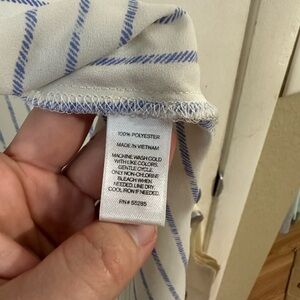 100% POLYESTER
MADE IN VIETNAM
MACHINE WASH COLD
WITH LIKE COLORS.
GENTLE CYCLE.
ONLY NON-CHLORINE
BLEACH WHEN
NEEDED. LINE DRY.
COOL IRON IF NEEDED.
RN# 55285